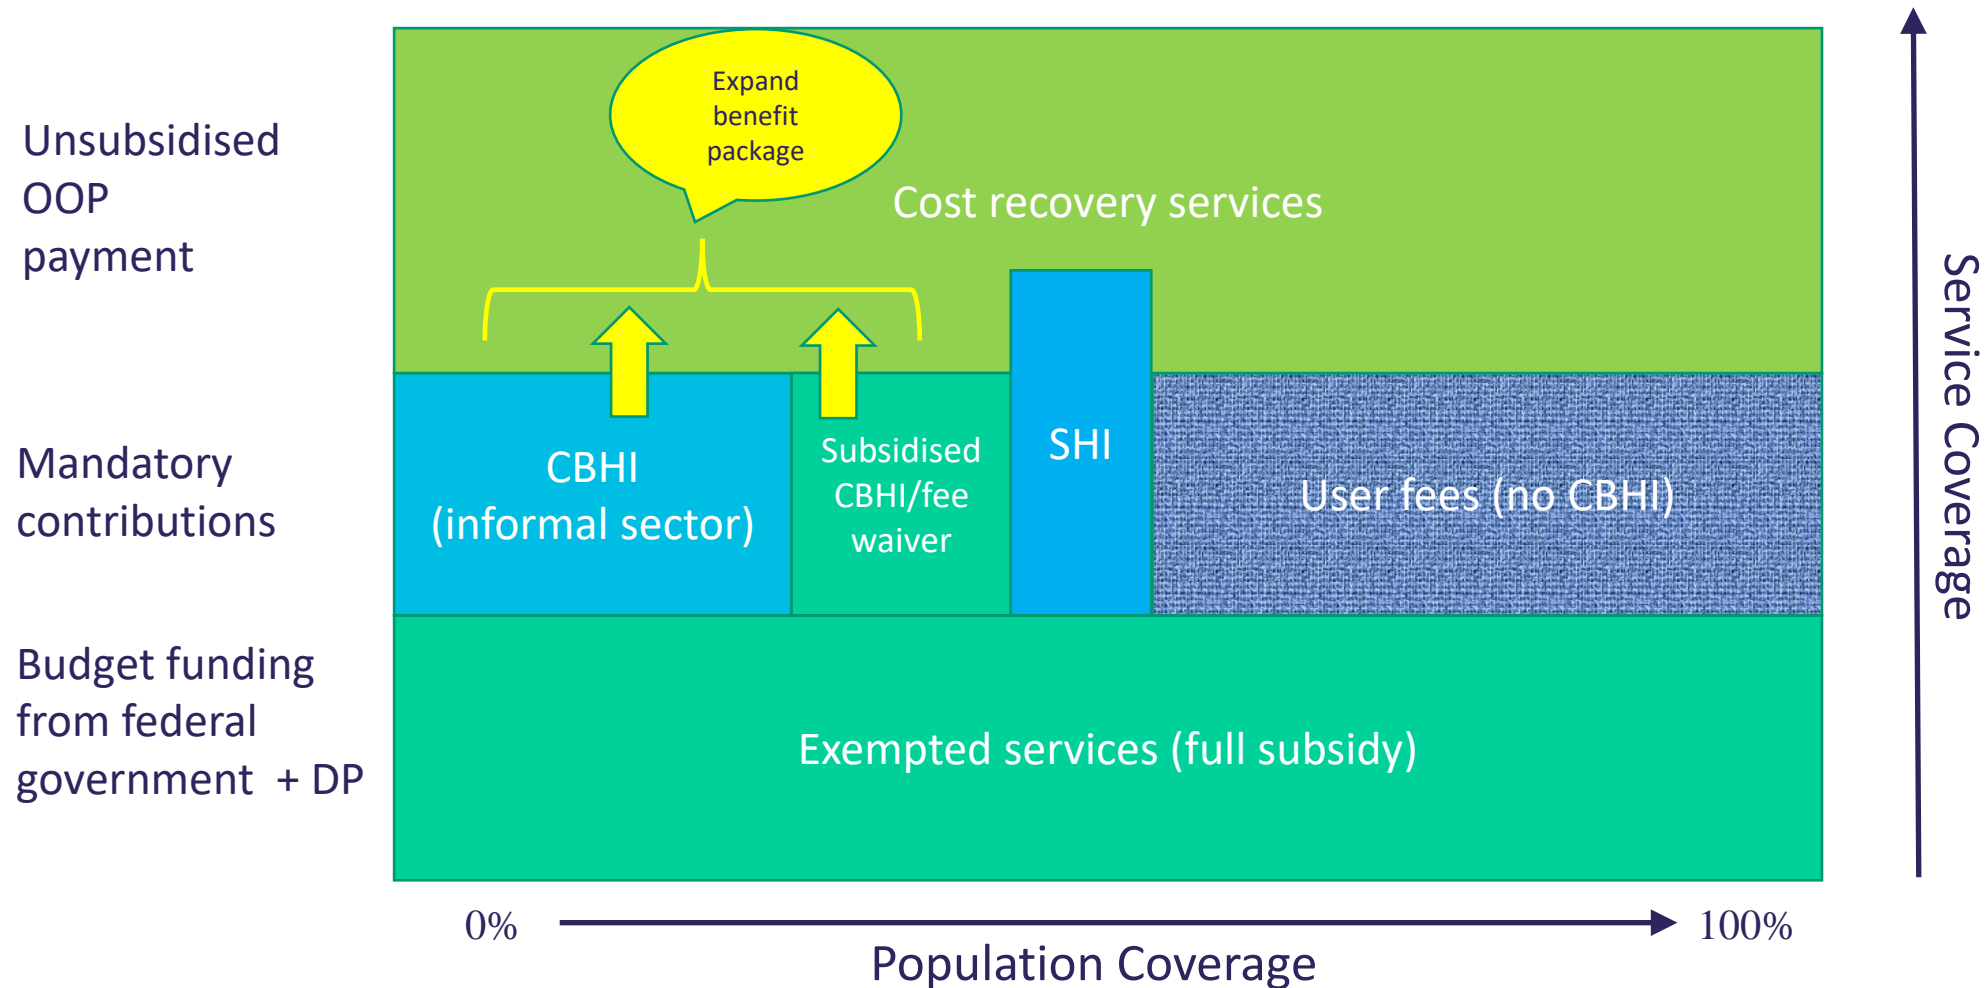 Unsubsidised
OOP
payment
Expand
benefit
package
Cost recovery services
Mandatory
contributions
CBHI
(informal sector)
Subsidised
CBHI/fee
waiver
SHI
User fees (no CBHI)
Service Coverage
Budget funding
from federal
government + DP
Exempted services (full subsidy)
0%
100%
Population Coverage